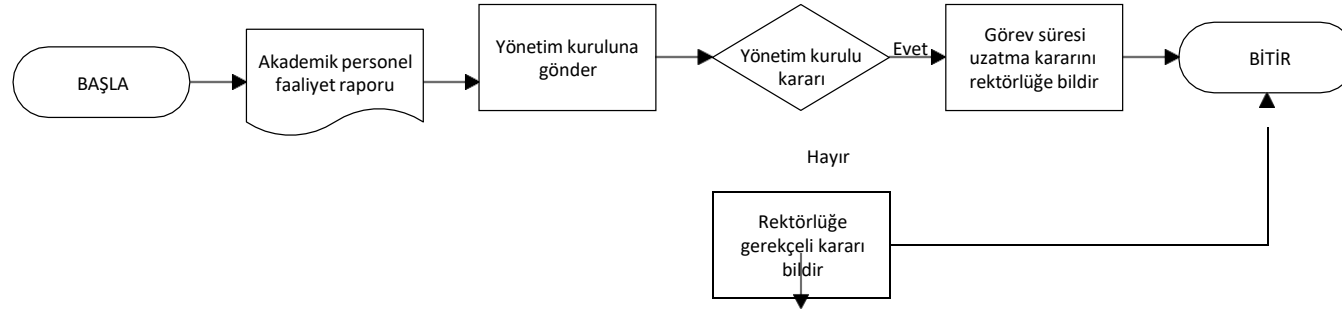 BAŞLA
Akademik personel
faaliyet raporu
Yönetim kuruluna
gönder
Yönetim kurulu
kararı
Evet
Görev süresi
uzatma kararını
rektörlüğe bildir
BİTİR
Hayır
Rektörlüğe
gerekçeli kararı
bildir